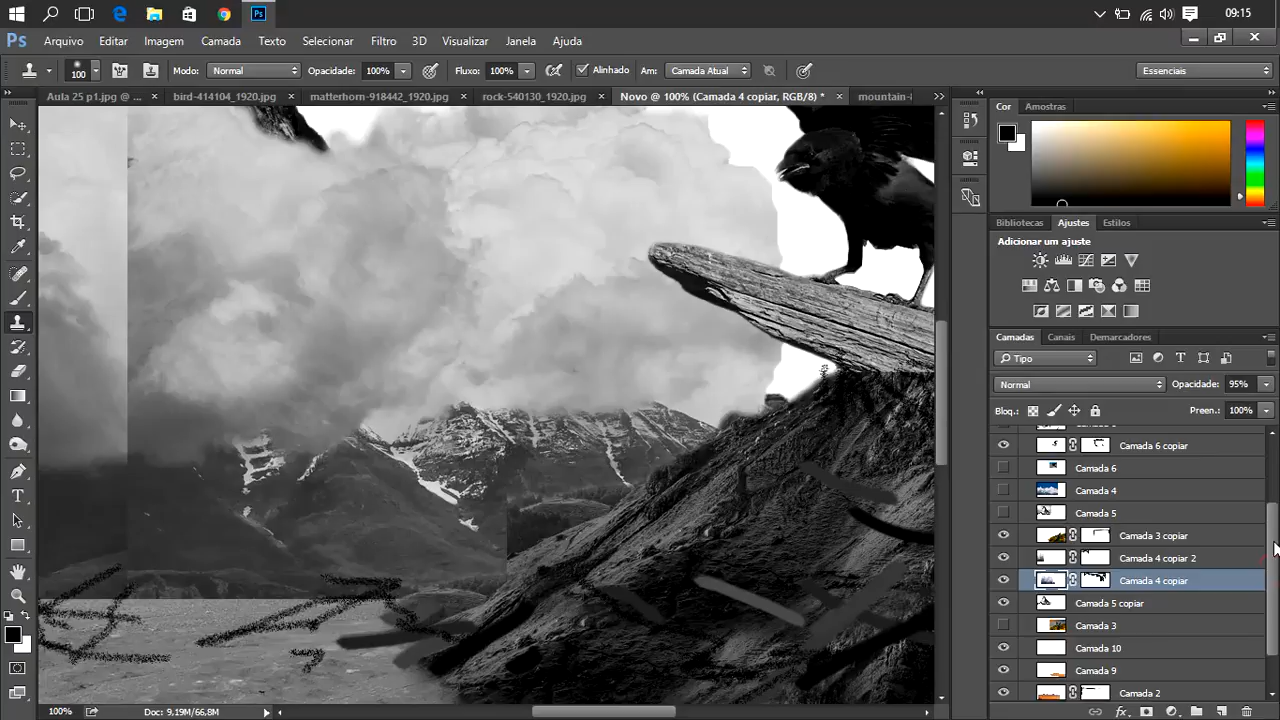 09:15
Ps
Arquivo Editar Imagem Camada Texto Selecionar Filtro 3D Visualizar Janela Ajuda
100 Modo: Normal Opacidade: 100% Fluxo: 100% Alinhado Am: Camada Atual Essenciais
Aula 25 p1.jpg @ ... × bird-414104_1920.jpg × matterhorn-918442_1920.jpg × rock-540130_1920.jpg × Novo @ 100% (Camada 4 copiar, RGB/8) * × mountain-
Cor Amostras
Bibliotecas Ajustes Estilos
Adicionar um ajuste
Camadas Canais Demarcadores
Tipo
Normal Opacidade: 95%
Bloq.: Preen.: 100%
Camada 6 copiar
Camada 6
Camada 4
Camada 5
Camada 3 copiar
Camada 4 copiar 2
Camada 4 copiar
Camada 5 copiar
Camada 3
Camada 10
Camada 9
Camada 2
100% Doc: 9,19M/66,8M